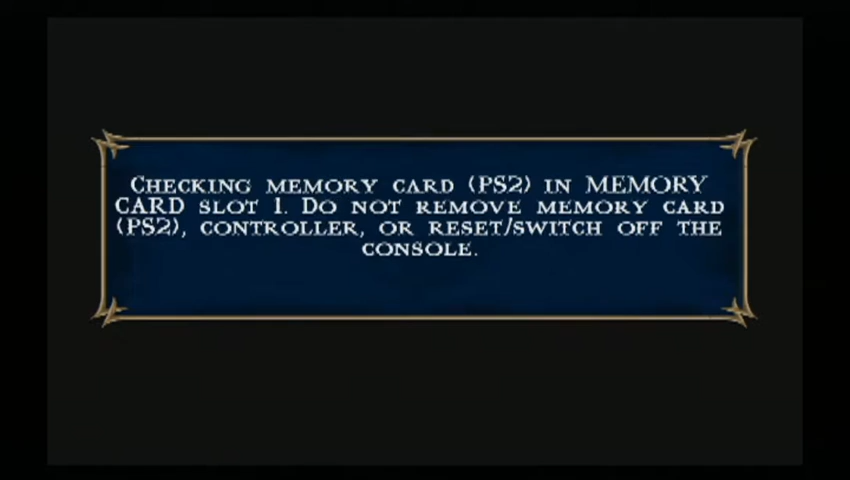 Checking memory card (PS2) in MEMORY
CARD slot 1. Do not remove memory card
(PS2), controller, or reset/switch off the
console.